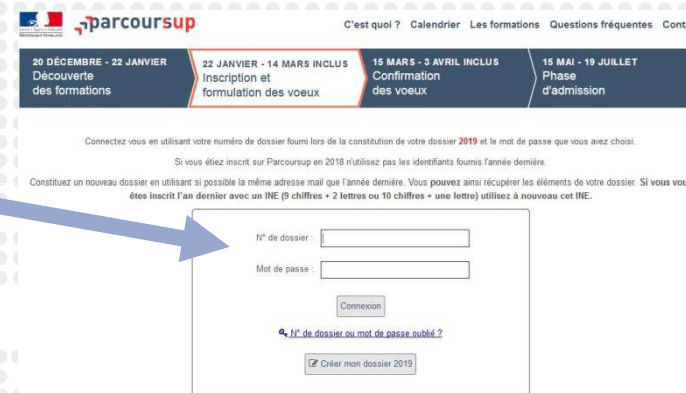 parcoursup
C'est quoi ? Calendrier Les formations Questions fréquentes Cont
20 DÉCEMBRE - 22 JANVIER
Découverte
des formations
22 JANVIER - 14 MARS INCLUS
Inscription et
formulation des voeux
15 MARS - 3 AVRIL INCLUS
Confirmation
des voeux
15 MAI - 19 JUILLET
Phase
d'admission
Connectez vous en utilisant votre numéro de dossier fourni lors de la constitution de votre dossier 2019 et le mot de passe que vous avez choisi.
Si vous étiez inscrit sur Parcoursup en 2018 n'utilisez pas les identifiants fournis l'année dernière.
Constituez un nouveau dossier en utilisant si possible la même adresse mail que l'année dernière. Vous pouvez ainsi récupérer les éléments de votre dossier. Si vous vou
êtes inscrit l'an dernier avec un INE (9 chiffres + 2 lettres ou 10 chiffres + une lettre) utilisez à nouveau cet INE.
N° de dossier :
Mot de passe :
Connexion
N° de dossier ou mot de passe oublié ?
Créer mon dossier 2019